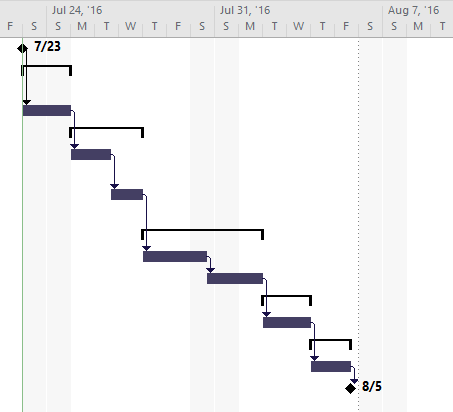 Jul 24, '16 Jul 31, '16 Aug 7, '16
F S S M T W T F S S M T W T F S S M T
7/23
8/5